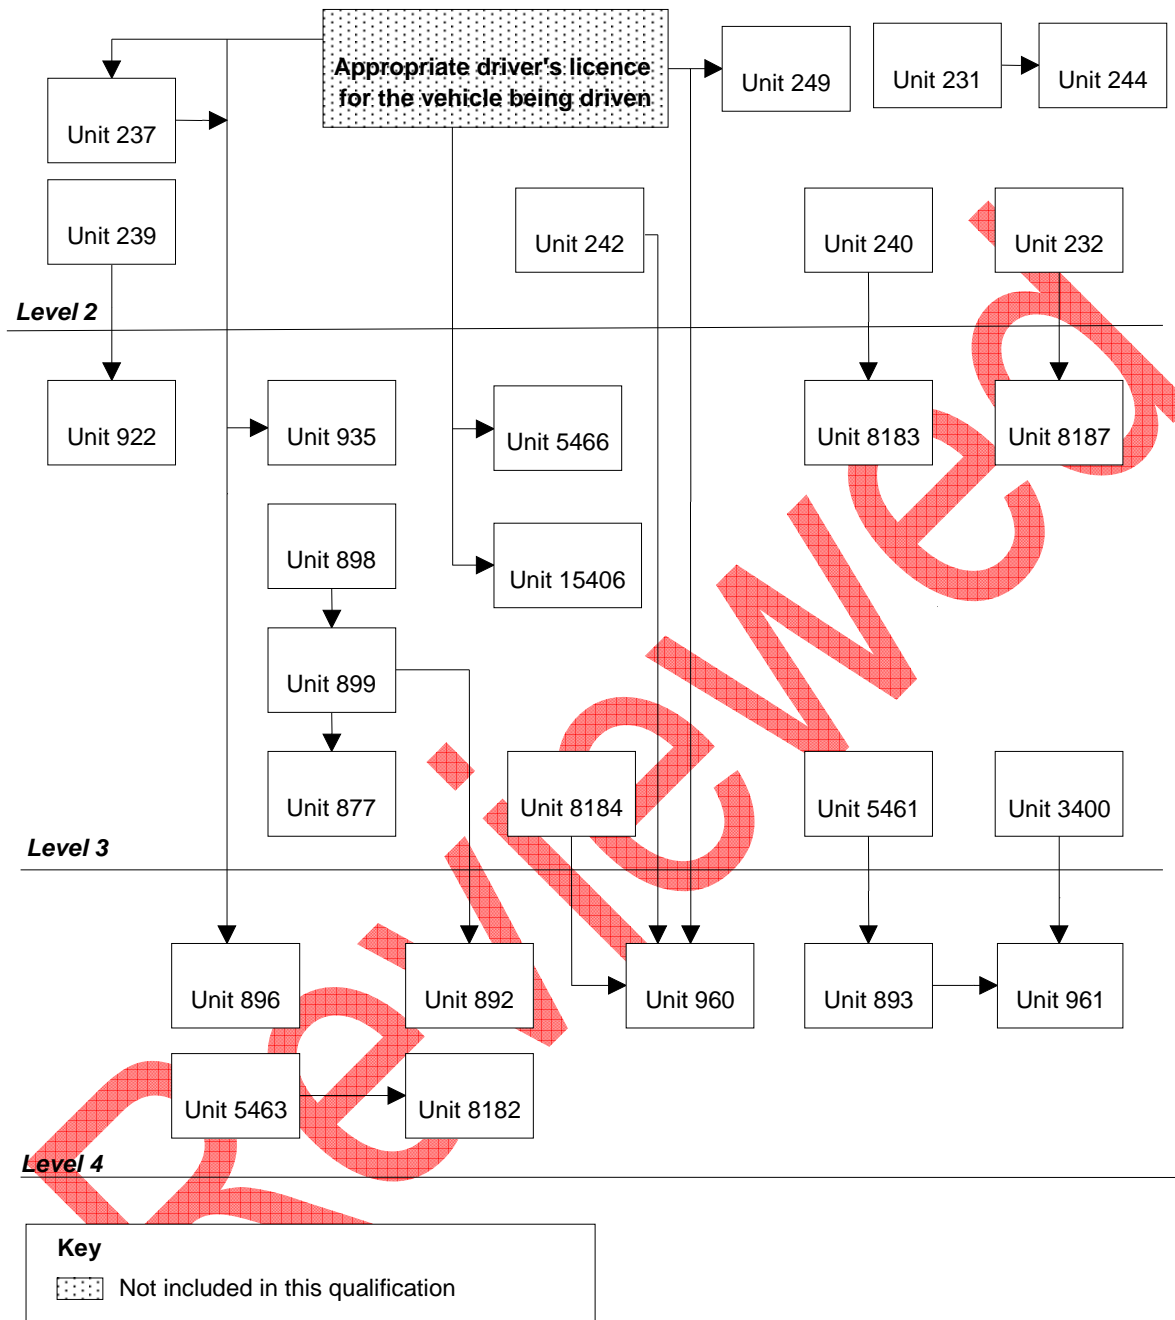 Appropriate driver's licence
for the vehicle being driven
Unit 249
Unit 231
Unit 244
Unit 237
Unit 239
Unit 242
Unit 240
Unit 232
Level 2
Unit 922
Unit 935
Unit 5466
Unit 8183
Unit 8187
Unit 898
Unit 15406
Unit 899
Unit 877
Unit 8184
Unit 5461
Unit 3400
Level 3
Unit 896
Unit 892
Unit 960
Unit 893
Unit 961
Unit 5463
Unit 8182
Level 4
Key
Not included in this qualification
Reviewed